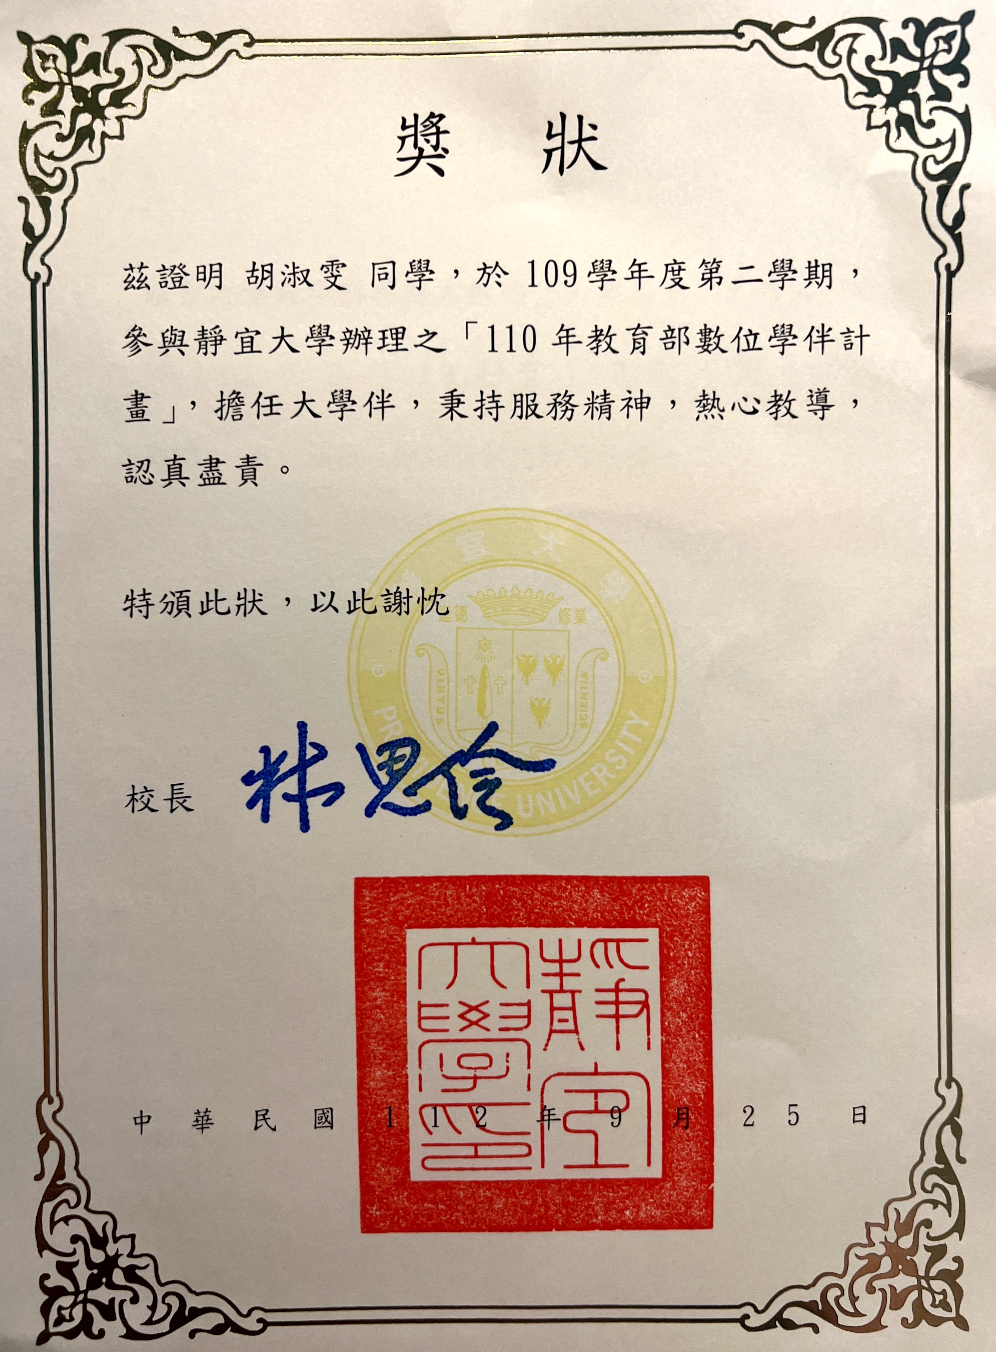 獎狀
茲證明 胡淑雯 同學，於 109學年度第二學期，
參與靜宜大學辦理之「110 年教育部數位學伴計
畫」，擔任大學伴，秉持服務精神，熱心教導，
認真盡責。
特頒此狀，以此謝忱
宜大學
進德
修業
VIRTUS
SCIENTIA
PROVIDENCE UNIVERSITY
校長 林思伶
靜宜
大學印
中華民國112年9月25日